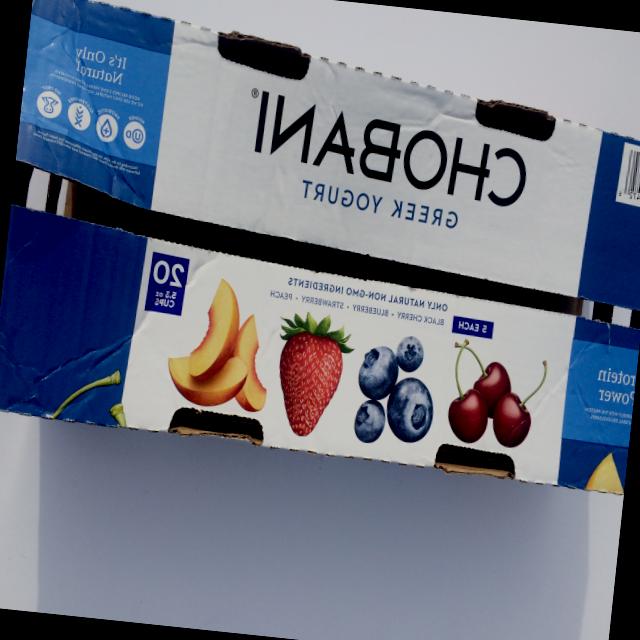 It's Only
Natural
CHOBANI®
GREEK YOGURT
20
5.3 oz
CUPS
ONLY NATURAL NON-GMO INGREDIENTS
5 EACH
BLACK CHERRY • BLUEBERRY • STRAWBERRY • PEACH
rotein
Power